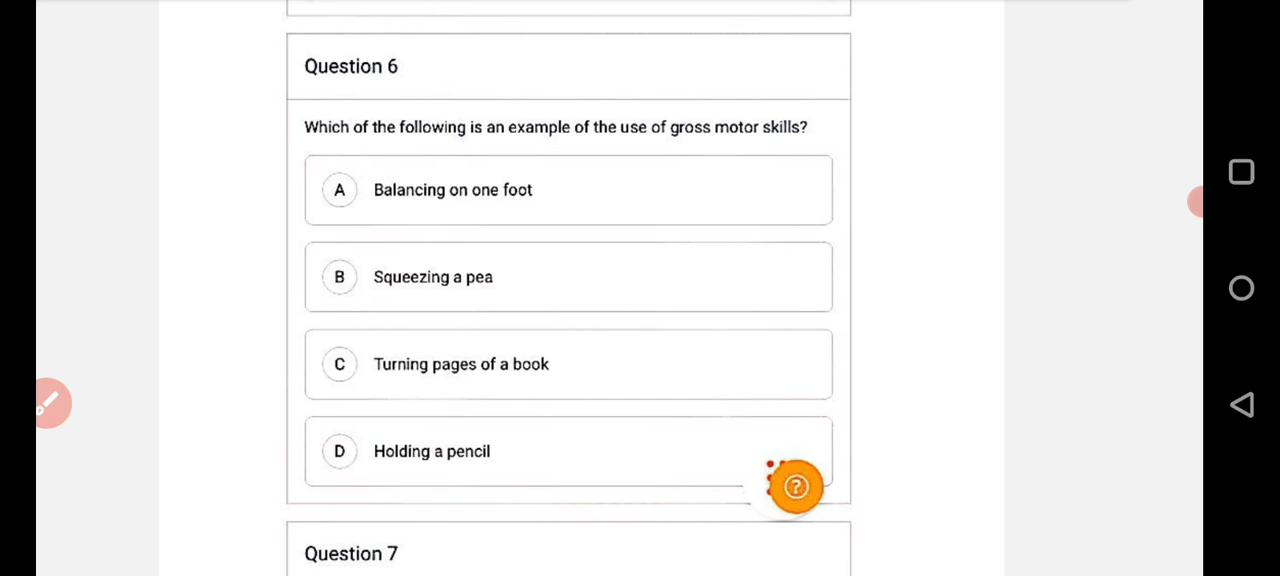 Question 6
Which of the following is an example of the use of gross motor skills?
A Balancing on one foot
B Squeezing a pea
C Turning pages of a book
D Holding a pencil
?
Question 7